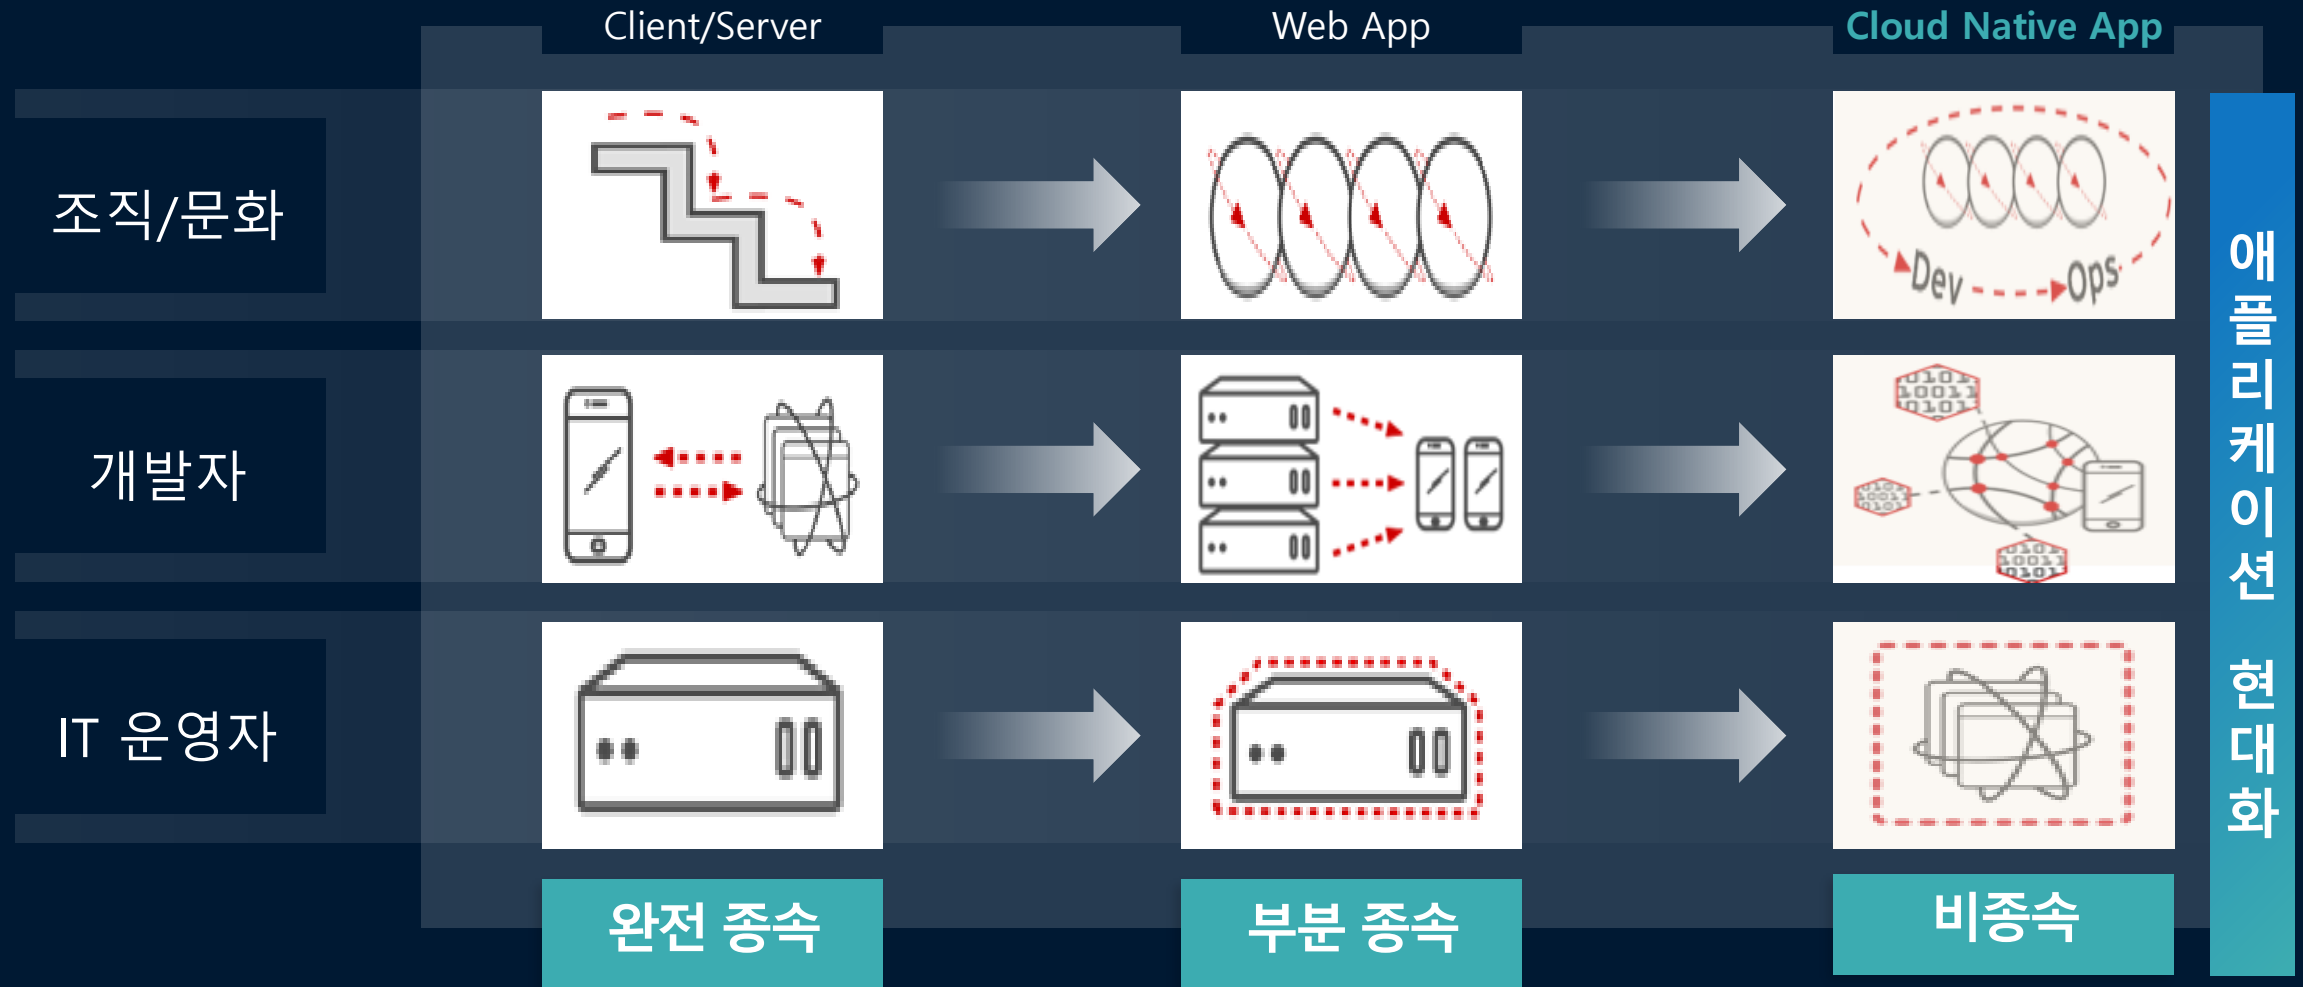 Client/Server
Web App
Cloud Native App
조직/문화
Dev
Ops
개발자
IT 운영자
완전 종속
부분 종속
비종속
애플리케이션 현대화